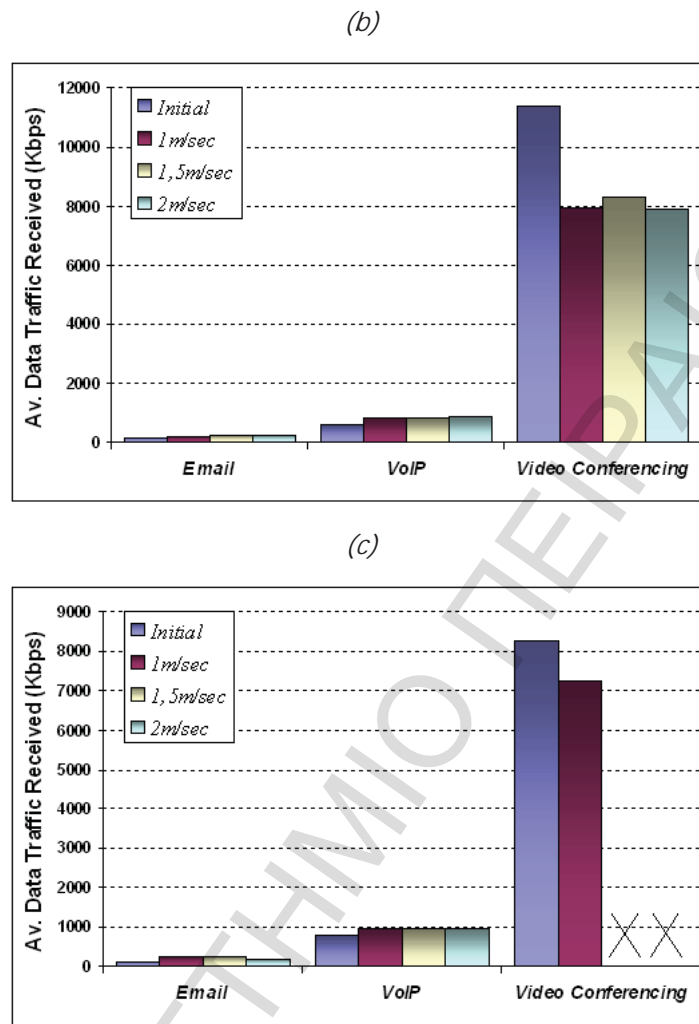 (b)
Av. Data Traffic Received (Kbps)
12000
10000
8000
6000
4000
2000
0
Initial
1m/sec
1,5m/sec
2m/sec
Email
VoIP
Video Conferencing
(c)
Av. Data Traffic Received (Kbps)
9000
8000
7000
6000
5000
4000
3000
2000
1000
0
Initial
1m/sec
1,5m/sec
2m/sec
Email
VoIP
Video Conferencing
ΤΗΜΙΟ ΠΕΙΡΑΙ